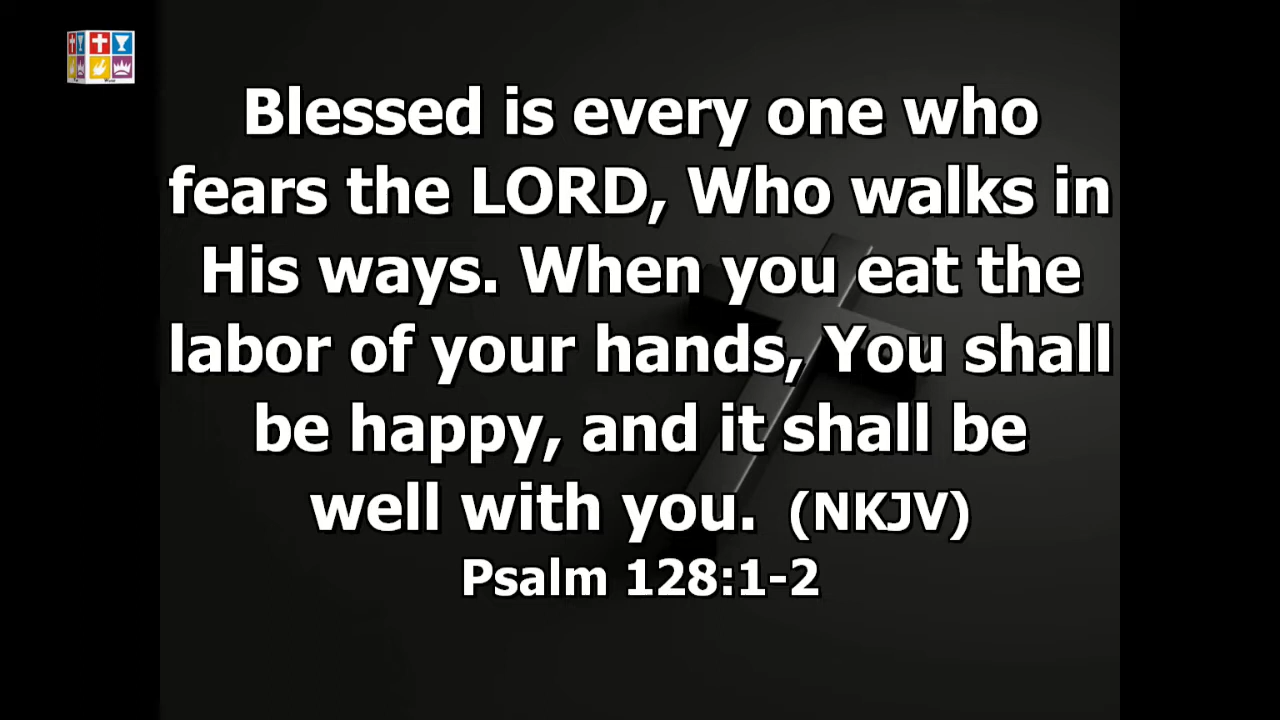 Blessed is every one who
fears the LORD, Who walks in
His ways. When you eat the
labor of your hands, You shall
be happy, and it shall be
well with you. (NKJV)
Psalm 128:1-2